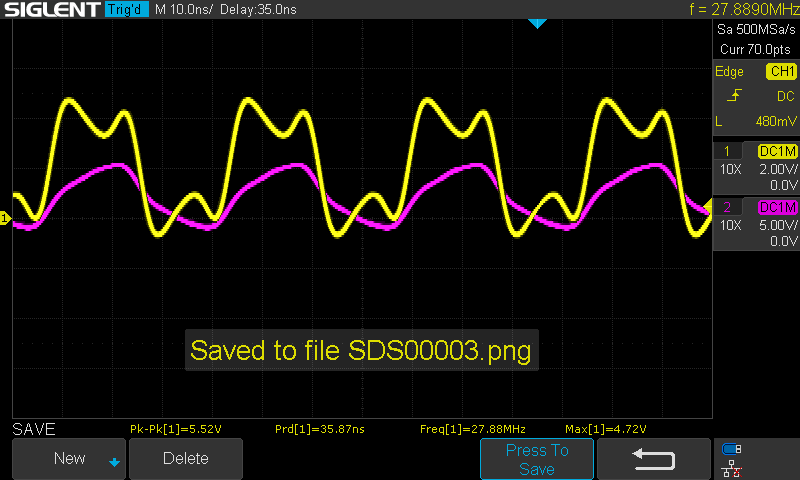 SIGLENT Trig'd M 10.0ns/ Delay:35.0ns f = 27.8890MHz
Sa 500MSa/s
Curr 70.0pts
Edge CH1
DC
L 480mV
1 DC1M
10X 2.00V/
0.0V
2 DC1M
10X 5.00V/
0.0V
1
Saved to file SDS00003.png
SAVE Pk-Pk[1]=5.52V Prd[1]=35.87ns Freq[1]=27.88MHz Max[1]=4.72V
New Delete Press To
Save